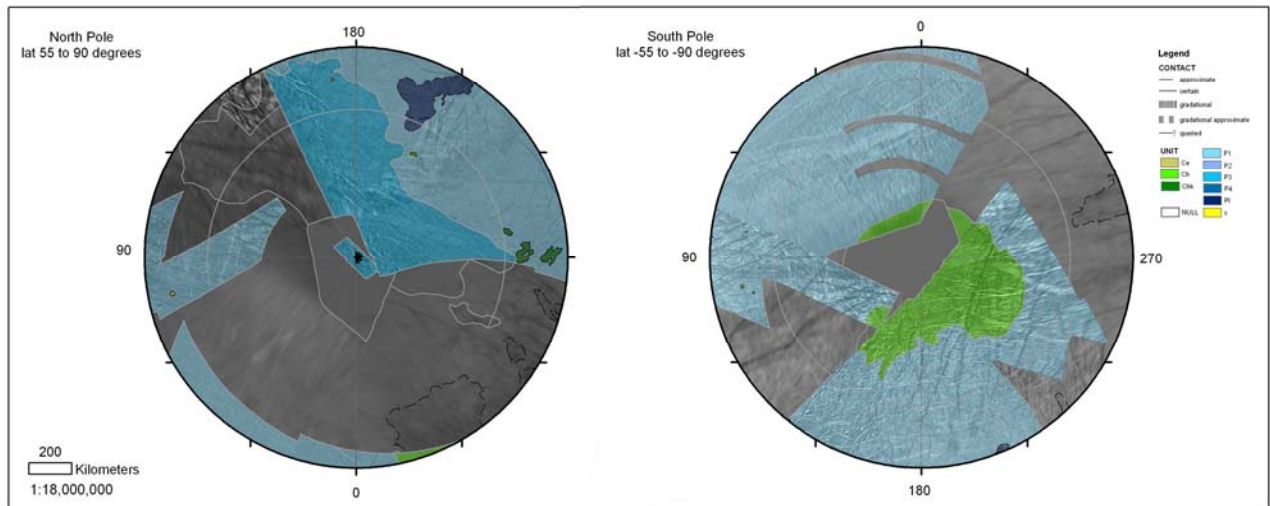 North Pole
lat 55 to 90 degrees
180
90
0
200
Kilometers
1:18,000,000
South Pole
lat -55 to -90 degrees
0
90
270
180
Legend
CONTACT
approximate
certain
gradational
gradational approximate
queried
UNIT
Ce
Ch
Chk
NULL
P1
P2
P3
P4
Pi
s